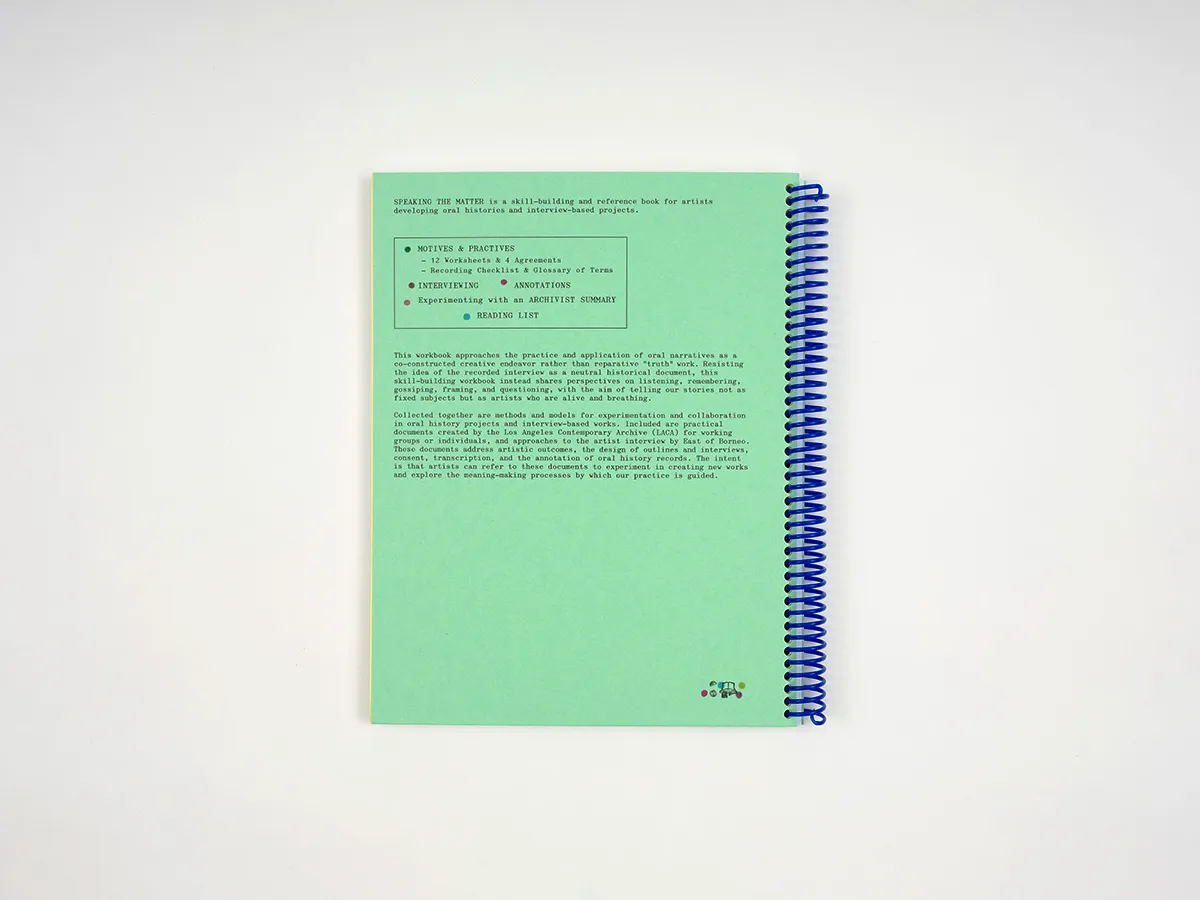 SPEAKING THE MATTER is a skill-building and reference book for artists
developing oral histories and interview-based projects.
MOTIVES & PRACTIVES
- 12 Worksheets & 4 Agreements
- Recording Checklist & Glossary of Terms
INTERVIEWING ANNOTATIONS
Experimenting with an ARCHIVIST SUMMARY
READING LIST
This workbook approaches the practice and application of oral narratives as a
co-constructed creative endeavor rather than reparative "truth" work. Resisting
the idea of the recorded interview as a neutral historical document, this
skill-building workbook instead shares perspectives on listening, remembering,
gossiping, framing, and questioning, with the aim of telling our stories not as
fixed subjects but as artists who are alive and breathing.
Collected together are methods and models for experimentation and collaboration
in oral history projects and interview-based works. Included are practical
documents created by the Los Angeles Contemporary Archive (LACA) for working
groups or individuals, and approaches to the artist interview by East of Borneo.
These documents address artistic outcomes, the design of outlines and interviews,
consent, transcription, and the annotation of oral history records. The intent
is that artists can refer to these documents to experiment in creating new works
and explore the meaning-making processes by which our practice is guided.